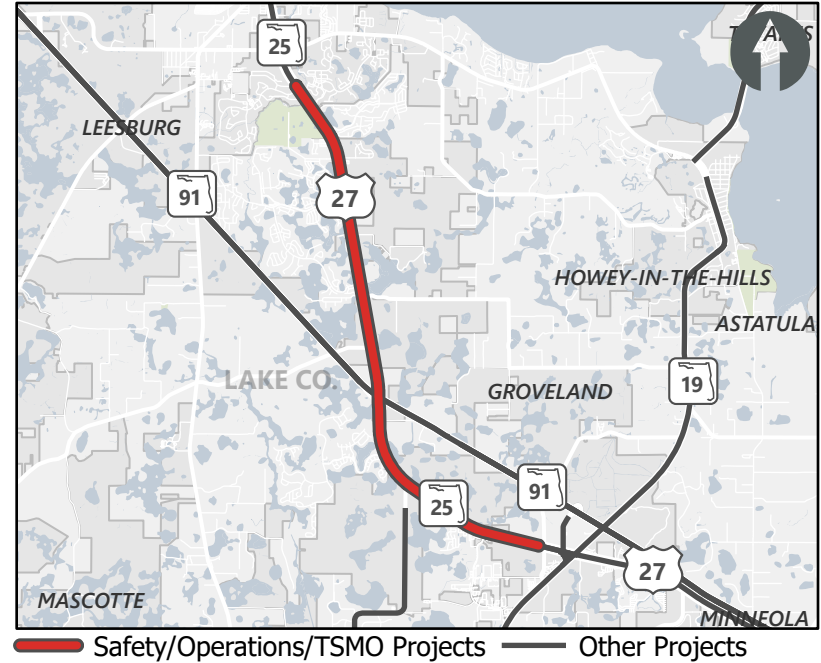 25
LEESBURG
91
27
HOWEY-IN-THE-HILLS
ASTATULA
LAKE CO.
19
GROVELAND
91
25
27
MASCOTTE
MINNEOLA
Safety/Operations/TSMO Projects
Other Projects